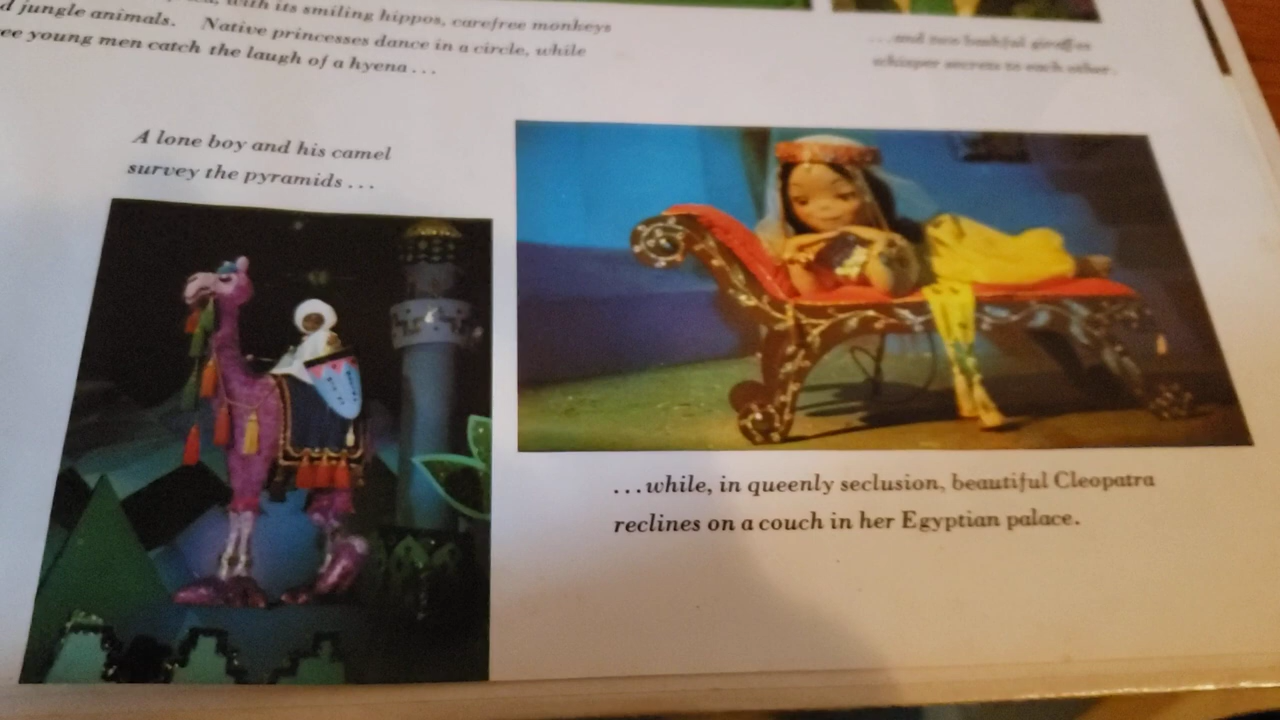 with its smiling hippos, carefree monkeys
d jungle animals. Native princesses dance in a circle, while
ee young men catch the laugh of a hyena...
...and two bashful giraffes
whisper secrets to each other.
A lone boy and his camel
survey the pyramids...
...while, in queenly seclusion, beautiful Cleopatra
reclines on a couch in her Egyptian palace.